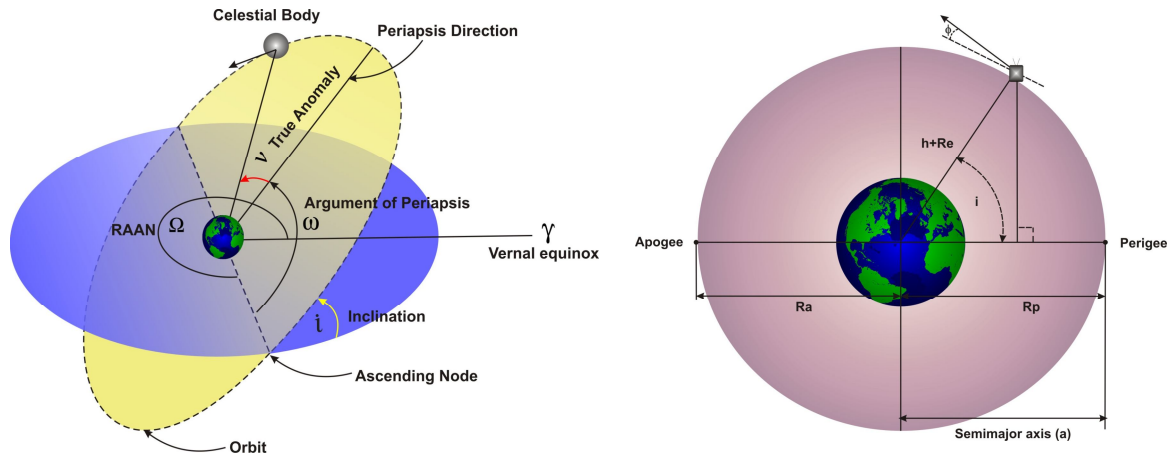 Celestial Body
Periapsis Direction
True Anomaly
ν
Argument of Periapsis
RAAN
Ω
ω
γ
Vernal equinox
i
Inclination
Ascending Node
Orbit
ϕ
h+Re
i
Apogee
Perigee
Ra
Rp
Semimajor axis (a)